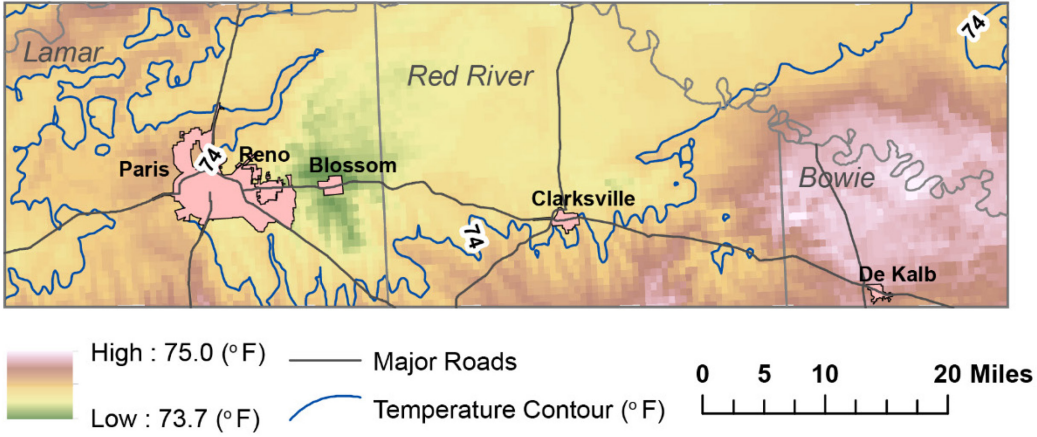 Lamar
Red River
74
Paris
74
Reno
Blossom
Bowie
Clarksville
74
De Kalb
High : 75.0 (° F)
Low : 73.7 (° F)
Major Roads
Temperature Contour (° F)
0 5 10 20 Miles